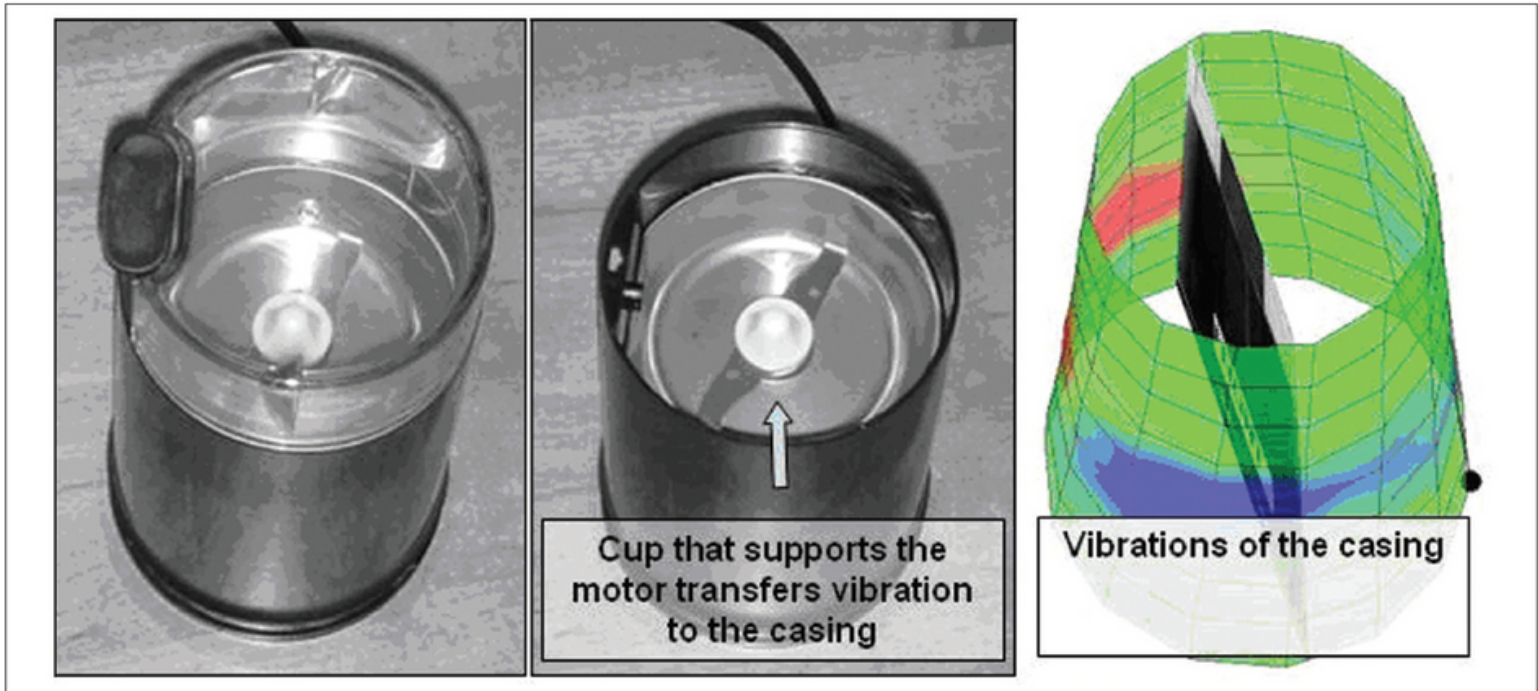 Cup that supports the
motor transfers vibration
to the casing
Vibrations of the casing